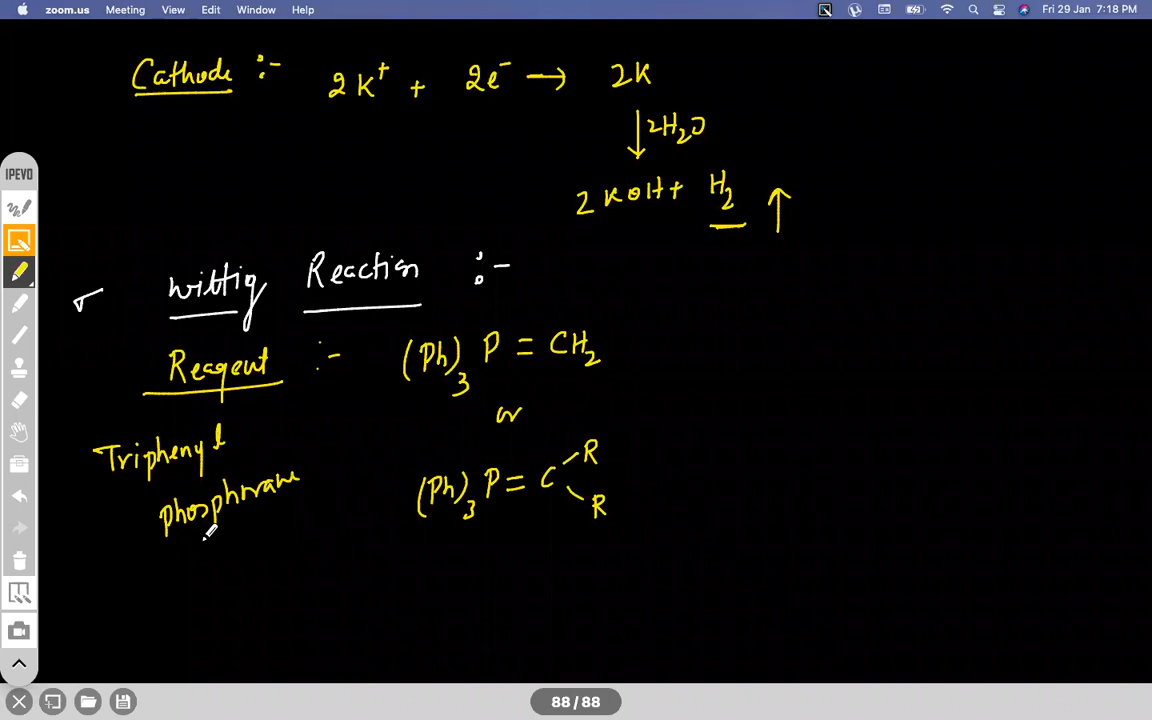 zoom.us Meeting View Edit Window Help Fri 29 Jan 7:18 PM
Cathode :- 2K⁺ + 2e⁻ → 2K
↓ 2H₂O
2KOH + H₂ ↑
IPEVO
Wittig Reaction :-
Reagent :- (Ph)₃ P = CH₂
or
Triphenyl
(Ph)₃ P = C R R
phosphorane
88 / 88